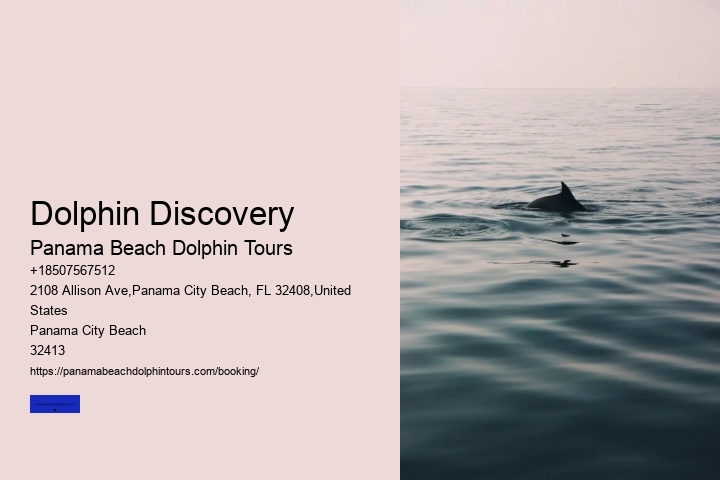 Dolphin Discovery
Panama Beach Dolphin Tours
+18507567512
2108 Allison Ave,Panama City Beach, FL 32408,United
States
Panama City Beach
32413
https://panamabeachdolphintours.com/booking/